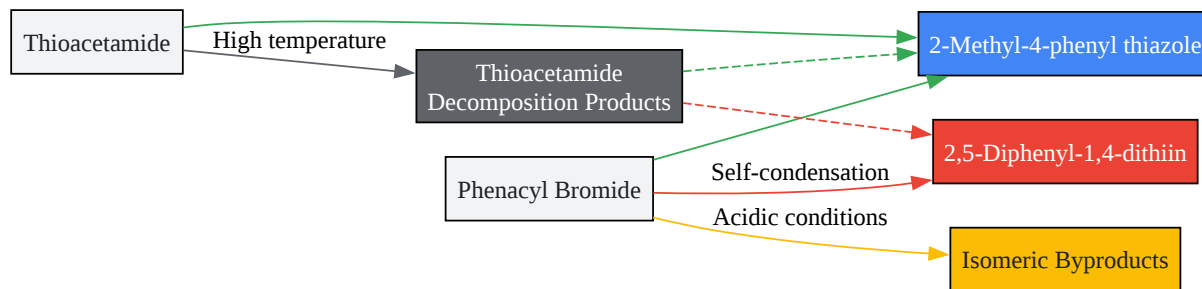 Thioacetamide
High temperature
Thioacetamide
Decomposition Products
2-Methyl-4-phenyl thiazole
2,5-Diphenyl-1,4-dithiin
Phenacyl Bromide
Self-condensation
Acidic conditions
Isomeric Byproducts